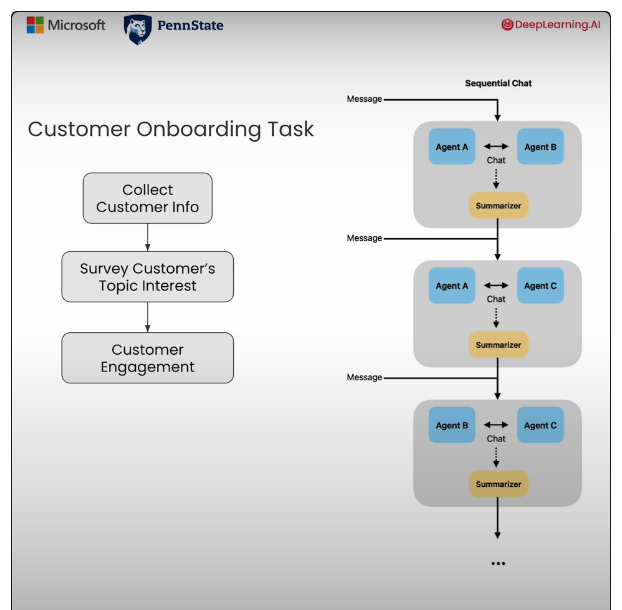 Microsoft
PennState
DeepLearning.AI
Customer Onboarding Task
Collect
Customer Info
Survey Customer's
Topic Interest
Customer
Engagement
Sequential Chat
Message
Agent A
Agent B
Chat
Summarizer
Message
Agent A
Agent C
Chat
Summarizer
Message
Agent B
Agent C
Chat
Summarizer
...